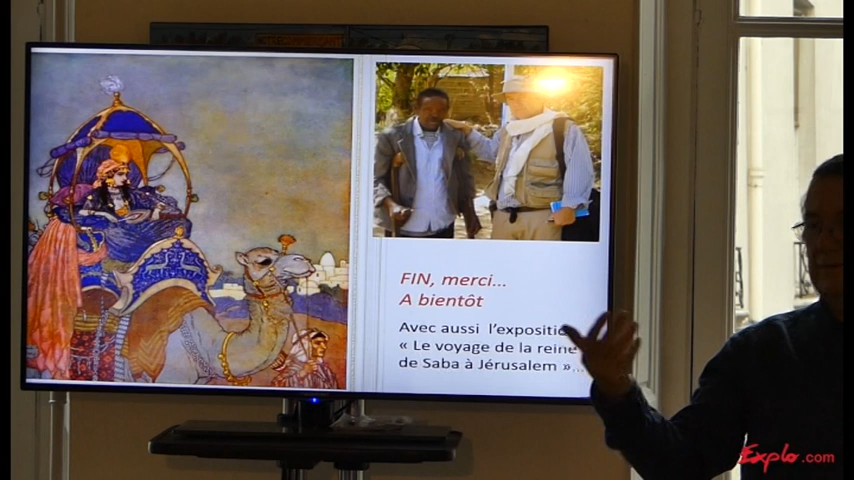 FIN, merci...
A bientôt
Avec aussi l'expositio
« Le voyage de la reine
de Saba à Jérusalem »...
Explo.com